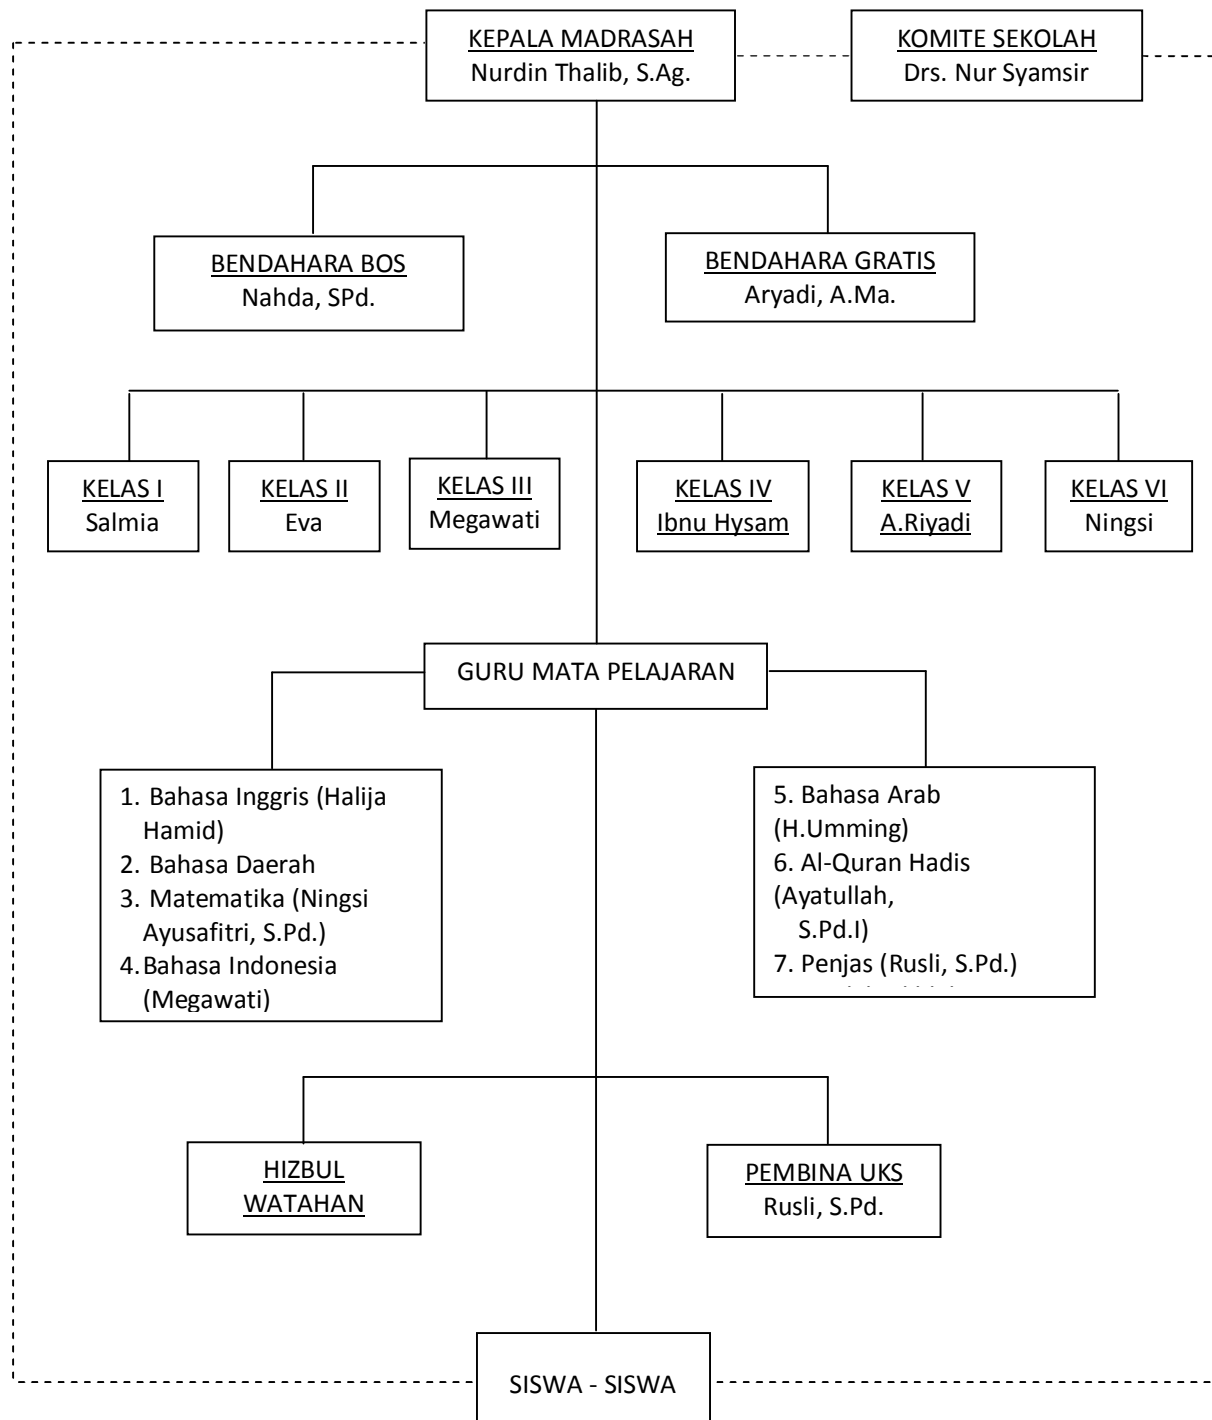 KEPALA MADRASAH
Nurdin Thalib, S.Ag.
KOMITE SEKOLAH
Drs. Nur Syamsir
BENDAHARA BOS
Nahda, SPd.
BENDAHARA GRATIS
Aryadi, A.Ma.
KELAS I
Salmia
KELAS II
Eva
KELAS III
Megawati
KELAS IV
Ibnu Hysam
KELAS V
A.Riyadi
KELAS VI
Ningsi
GURU MATA PELAJARAN
1. Bahasa Inggris (Halija
Hamid)
2. Bahasa Daerah
3. Matematika (Ningsi
Ayusafitri, S.Pd.)
4. Bahasa Indonesia
(Megawati)
5. Bahasa Arab
(H.Umming)
6. Al-Quran Hadis
(Ayatullah,
S.Pd.I)
7. Penjas (Rusli, S.Pd.)
HIZBUL
WATAHAN
PEMBINA UKS
Rusli, S.Pd.
SISWA - SISWA